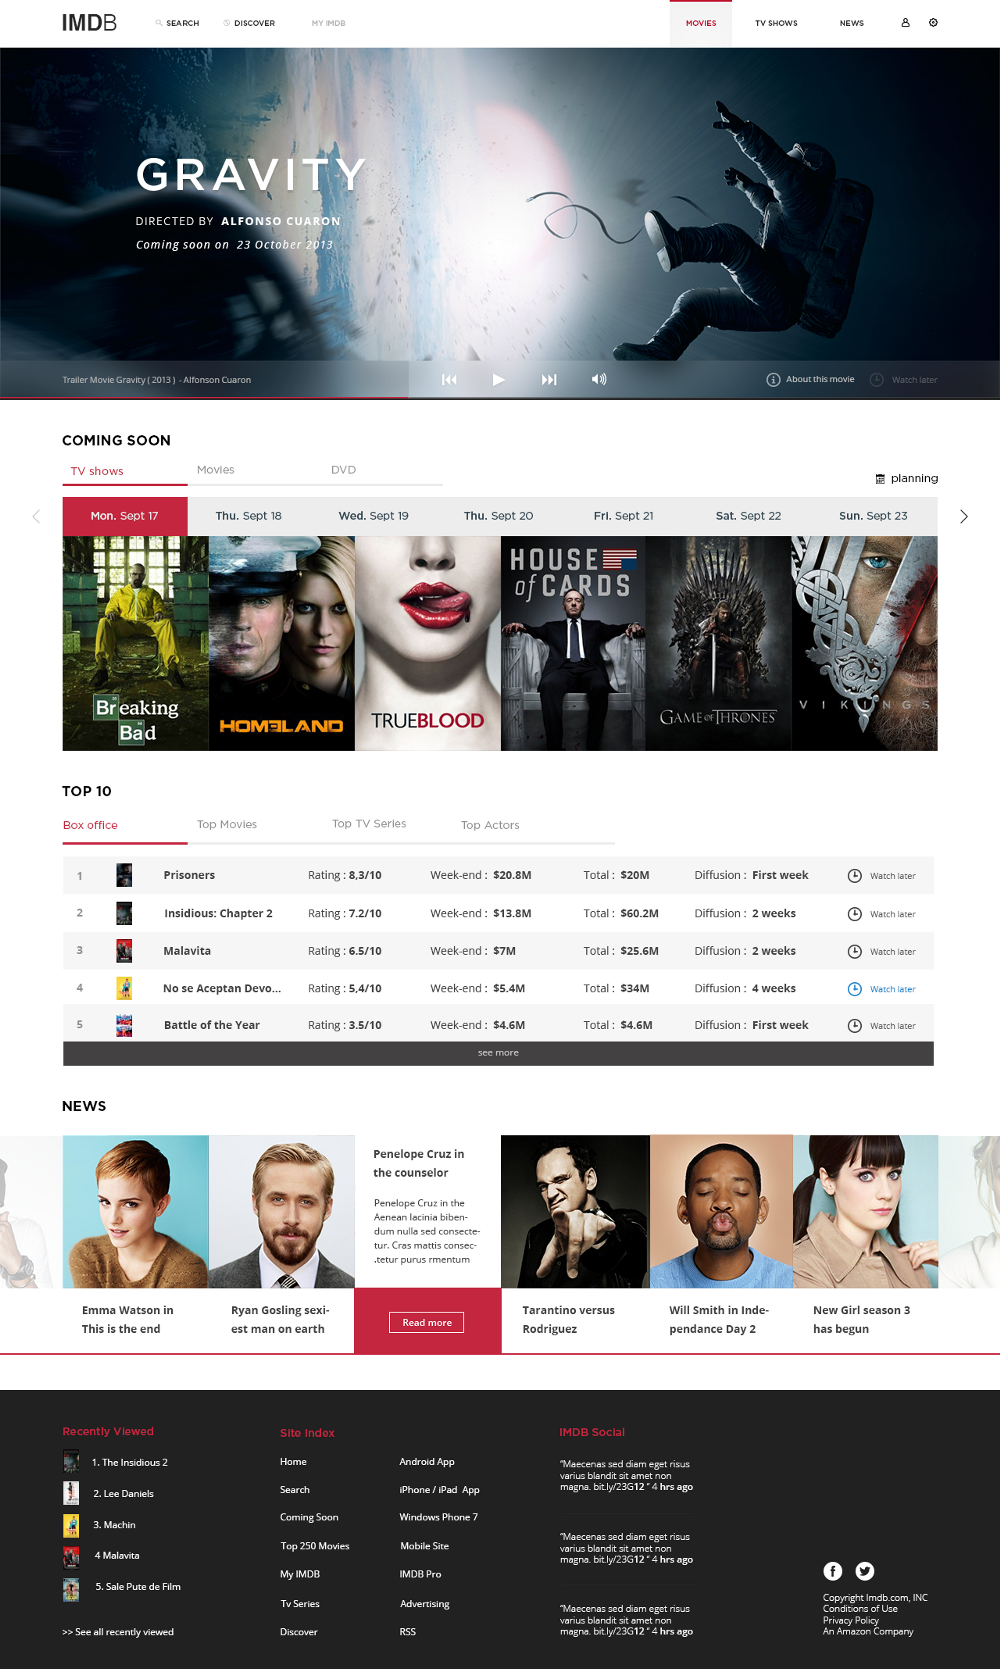 IMDB
SEARCH
DISCOVER
MY IMDB
MOVIES
TV SHOWS
NEWS
GRAVITY
DIRECTED BY ALFONSO CUARON
Coming soon on 23 October 2013
Trailer Movie Gravity ( 2013 ) - Alfonson Cuaron
About this movie
Watch later
COMING SOON
TV shows
Movies
DVD
planning
Mon. Sept 17
Thu. Sept 18
Wed. Sept 19
Thu. Sept 20
Fri. Sept 21
Sat. Sept 22
Sun. Sept 23
Breaking
Bad
HOMELAND
TRUEBLOOD
HOUSE
of CARDS
GAME OF THRONES
VIKINGS
TOP 10
Box office
Top Movies
Top TV Series
Top Actors
1 Prisoners Rating : 8,3/10 Week-end : $20.8M Total : $20M Diffusion : First week Watch later
2 Insidious: Chapter 2 Rating : 7.2/10 Week-end : $13.8M Total : $60.2M Diffusion : 2 weeks Watch later
3 Malavita Rating : 6.5/10 Week-end : $7M Total : $25.6M Diffusion : 2 weeks Watch later
4 No se Aceptan Devo... Rating : 5,4/10 Week-end : $5.4M Total : $34M Diffusion : 4 weeks Watch later
5 Battle of the Year Rating : 3.5/10 Week-end : $4.6M Total : $4.6M Diffusion : First week Watch later
see more
NEWS
Emma Watson in
This is the end
Ryan Gosling sexi-
est man on earth
Penelope Cruz in
the counselor
Penelope Cruz in the
Aenean lacinia biben-
dum nulla sed consecte-
tur. Cras mattis consec-
.tetur purus rmentum
Read more
Tarantino versus
Rodriguez
Will Smith in Inde-
pendance Day 2
New Girl season 3
has begun
Recently Viewed
1. The Insidious 2
2. Lee Daniels
3. Machin
4 Malavita
5. Sale Pute de Film
>> See all recently viewed
Site Index
Home
Search
Coming Soon
Top 250 Movies
My IMDB
Tv Series
Discover
Android App
iPhone / iPad App
Windows Phone 7
Mobile Site
IMDB Pro
Advertising
RSS
IMDB Social
"Maecenas sed diam eget risus
varius blandit sit amet non
magna. bit.ly/23G12 " 4 hrs ago
"Maecenas sed diam eget risus
varius blandit sit amet non
magna. bit.ly/23G12 " 4 hrs ago
"Maecenas sed diam eget risus
varius blandit sit amet non
magna. bit.ly/23G12 " 4 hrs ago
Copyright Imdb.com, INC
Conditions of Use
Privacy Policy
An Amazon Company